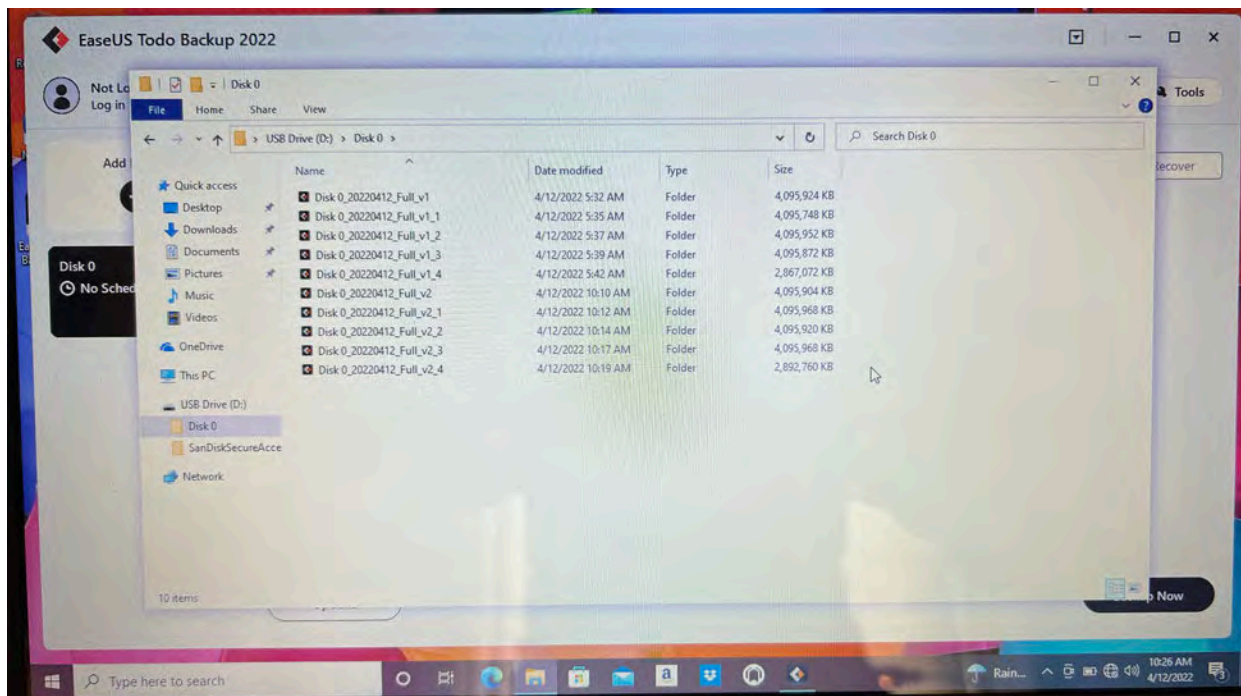 EaseUS Todo Backup 2022
Not Lo
Log in
Tools
Disk 0
File Home Share View
USB Drive (D:) > Disk 0 >
Search Disk 0
Add
Recover
Name Date modified Type Size
Quick access
Desktop
Downloads
Documents
Pictures
Music
Videos
OneDrive
This PC
USB Drive (D:)
Disk 0
SanDiskSecureAcce
Network
Disk 0_20220412_Full_v1 4/12/2022 5:32 AM Folder 4,095,924 KB
Disk 0_20220412_Full_v1_1 4/12/2022 5:35 AM Folder 4,095,748 KB
Disk 0_20220412_Full_v1_2 4/12/2022 5:37 AM Folder 4,095,952 KB
Disk 0_20220412_Full_v1_3 4/12/2022 5:39 AM Folder 4,095,872 KB
Disk 0_20220412_Full_v1_4 4/12/2022 5:42 AM Folder 2,867,072 KB
Disk 0_20220412_Full_v2 4/12/2022 10:10 AM Folder 4,095,904 KB
Disk 0_20220412_Full_v2_1 4/12/2022 10:12 AM Folder 4,095,968 KB
Disk 0_20220412_Full_v2_2 4/12/2022 10:14 AM Folder 4,095,920 KB
Disk 0_20220412_Full_v2_3 4/12/2022 10:17 AM Folder 4,095,968 KB
Disk 0_20220412_Full_v2_4 4/12/2022 10:19 AM Folder 2,892,760 KB
Disk 0
No Sched
10 items
p Now
Type here to search
Rain...
10:26 AM
4/12/2022